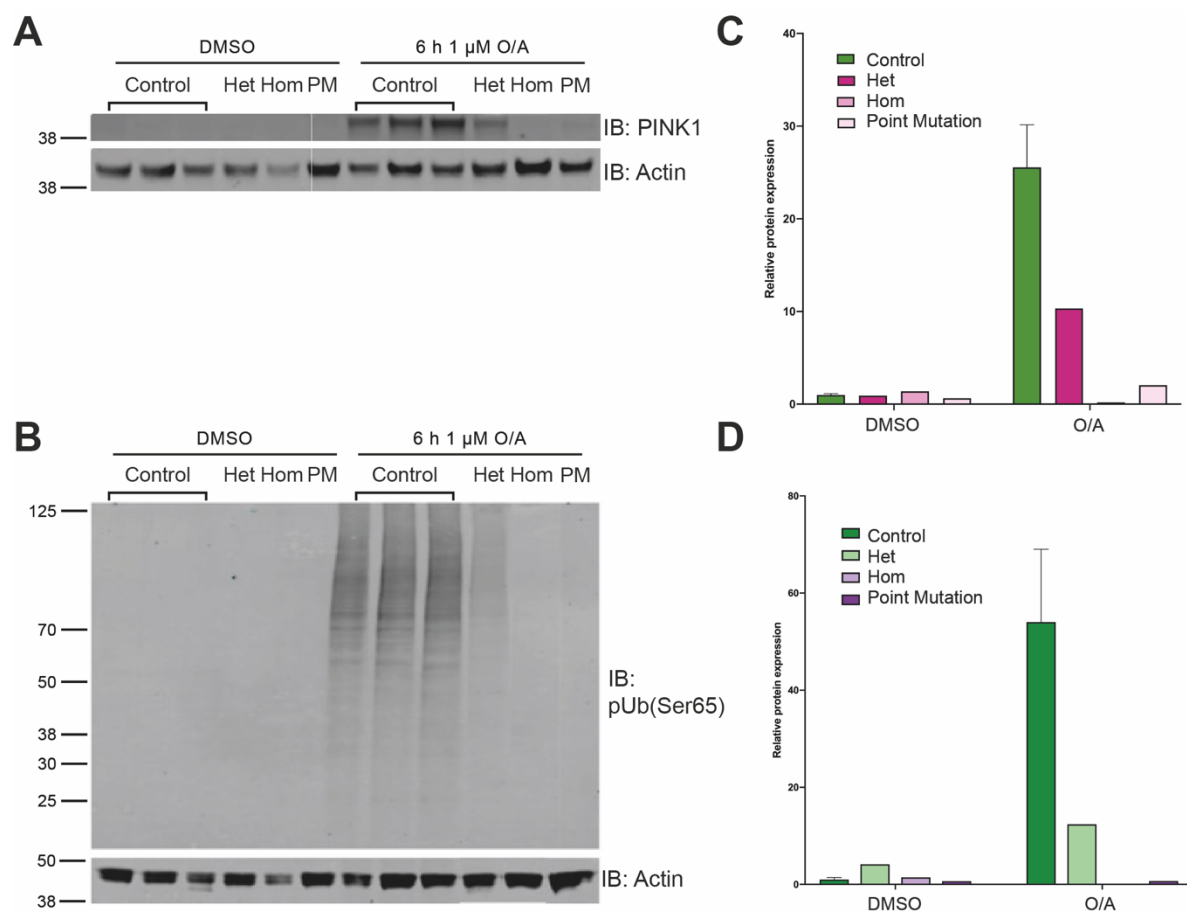 A
DMSO
6 h 1 µM O/A
Control
Het Hom PM
Control
Het Hom PM
38
IB: PINK1
38
IB: Actin
B
DMSO
6 h 1 µM O/A
Control
Het Hom PM
Control
Het Hom PM
125
70
50
38
30
25
IB:
pUb(Ser65)
50
38
IB: Actin
C
Relative protein expression
40
30
20
10
0
Control
Het
Hom
Point Mutation
DMSO
O/A
D
Relative protein expression
80
60
40
20
0
Control
Het
Hom
Point Mutation
DMSO
O/A